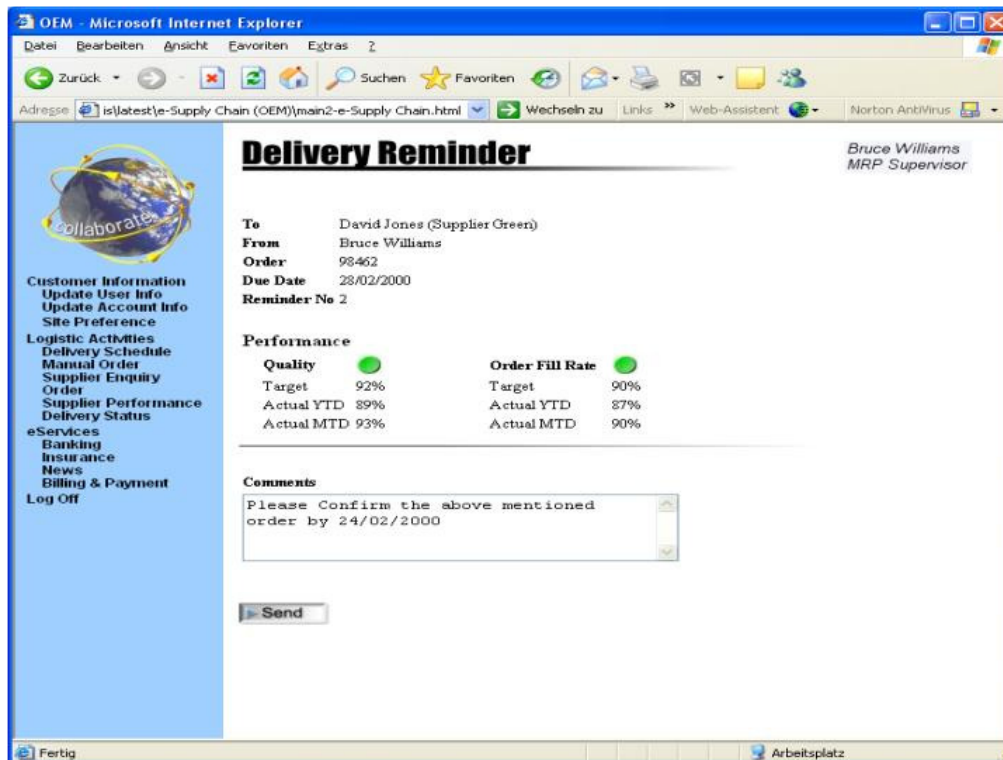 OEM - Microsoft Internet Explorer
Datei Bearbeiten Ansicht Favoriten Extras ?
Zurück Suchen Favoriten
Adresse is\latest\e-Supply Chain (OEM)\main2-e-Supply Chain.html Wechseln zu Links » Web-Assistent Norton AntiVirus
Delivery Reminder
Bruce Williams
MRP Supervisor
collaborate
Customer Information
Update User Info
Update Account Info
Site Preference
Logistic Activities
Delivery Schedule
Manual Order
Supplier Enquiry
Order
Supplier Performance
Delivery Status
eServices
Banking
Insurance
News
Billing & Payment
Log Off
To David Jones (Supplier Green)
From Bruce Williams
Order 98462
Due Date 28/02/2000
Reminder No 2
Performance
Quality Order Fill Rate
Target 92% Target 90%
Actual YTD 89% Actual YTD 87%
Actual MTD 93% Actual MTD 90%
Comments
Please Confirm the above mentioned
order by 24/02/2000
Send
Fertig Arbeitsplatz